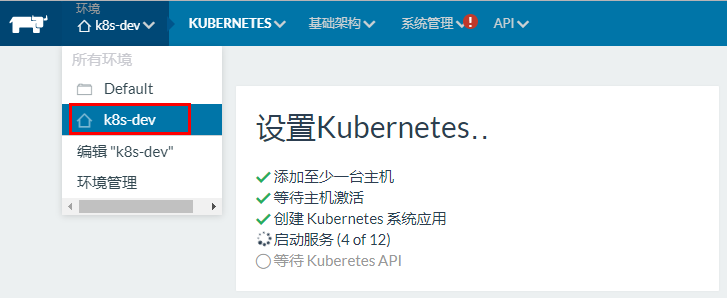 环境
k8s-dev KUBERNETES 基础架构 系统管理 ! API
所有环境
Default
k8s-dev
编辑 "k8s-dev"
环境管理
设置Kubernetes..
添加至少一台主机
等待主机激活
创建 Kubernetes 系统应用
启动服务 (4 of 12)
等待 Kuberetes API